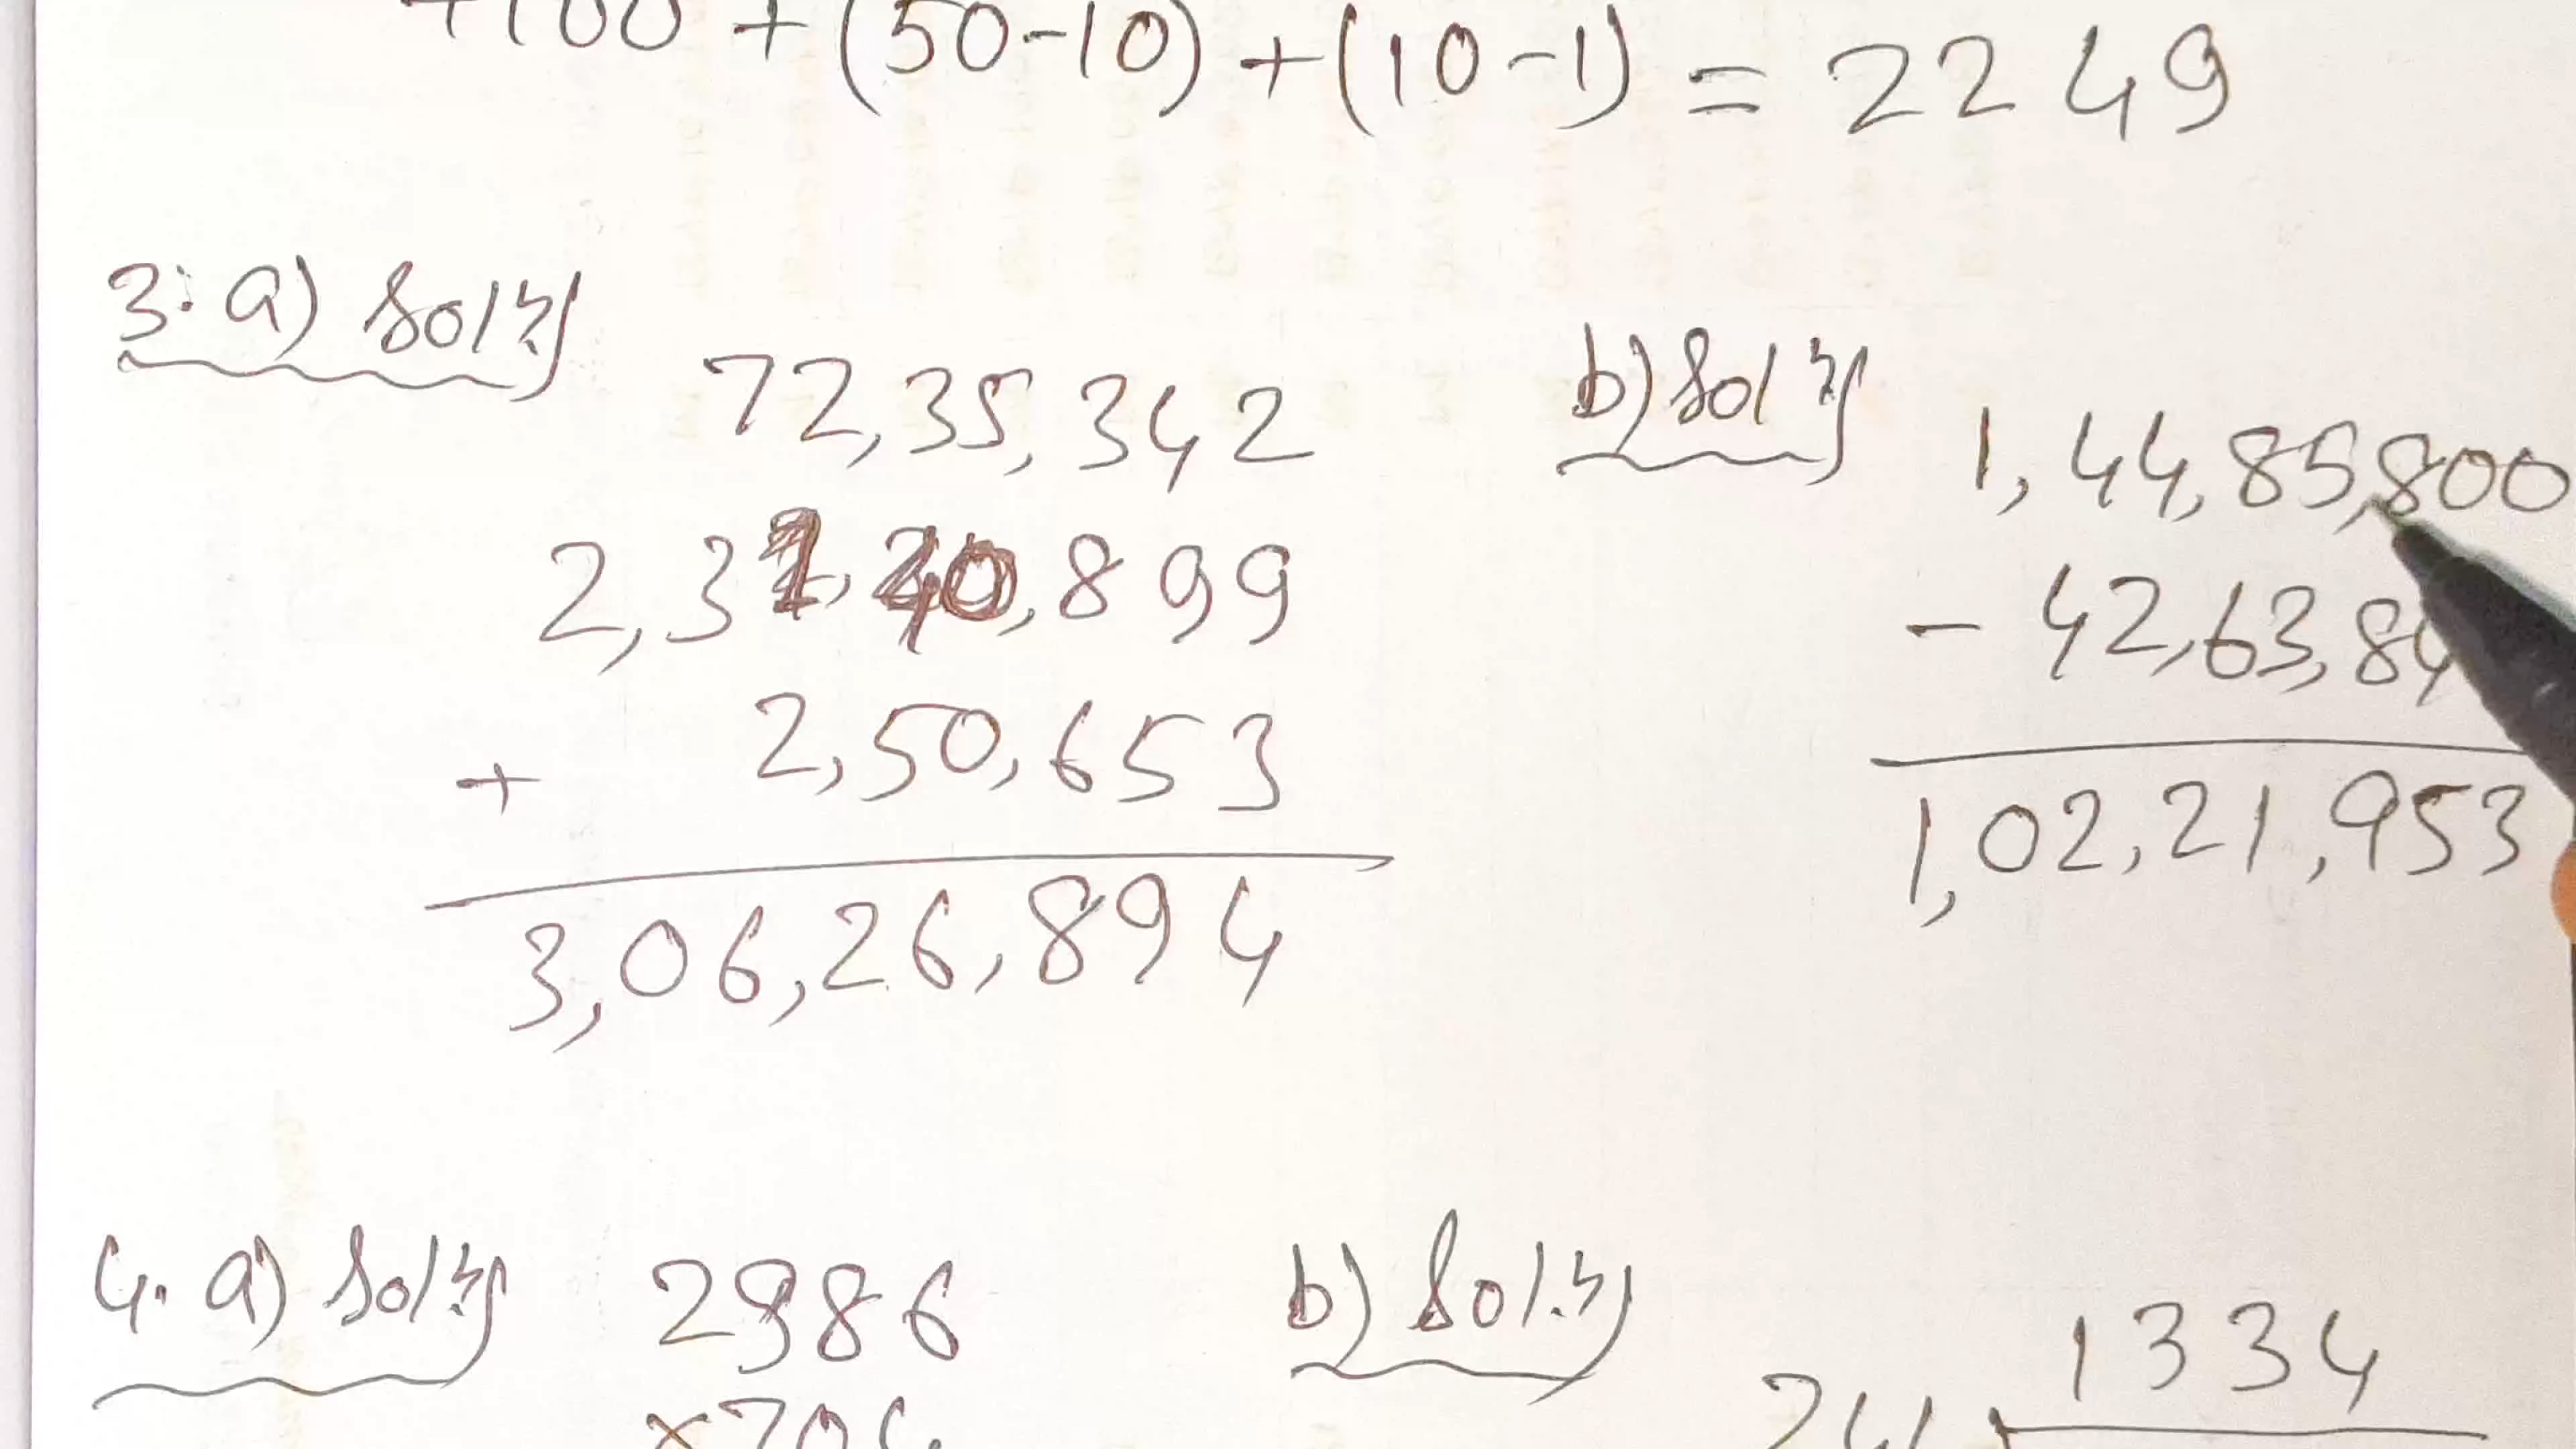 +100 + (50-10) + (10-1) = 2249
3. a) Sol:
72,35,342
2,31,40,899
+ 2,50,653
3,06,26,894
b) Sol:
1,44,85,800
- 42,63,84
1,02,21,953
4. a) Sol:
2986
b) Sol:
1334